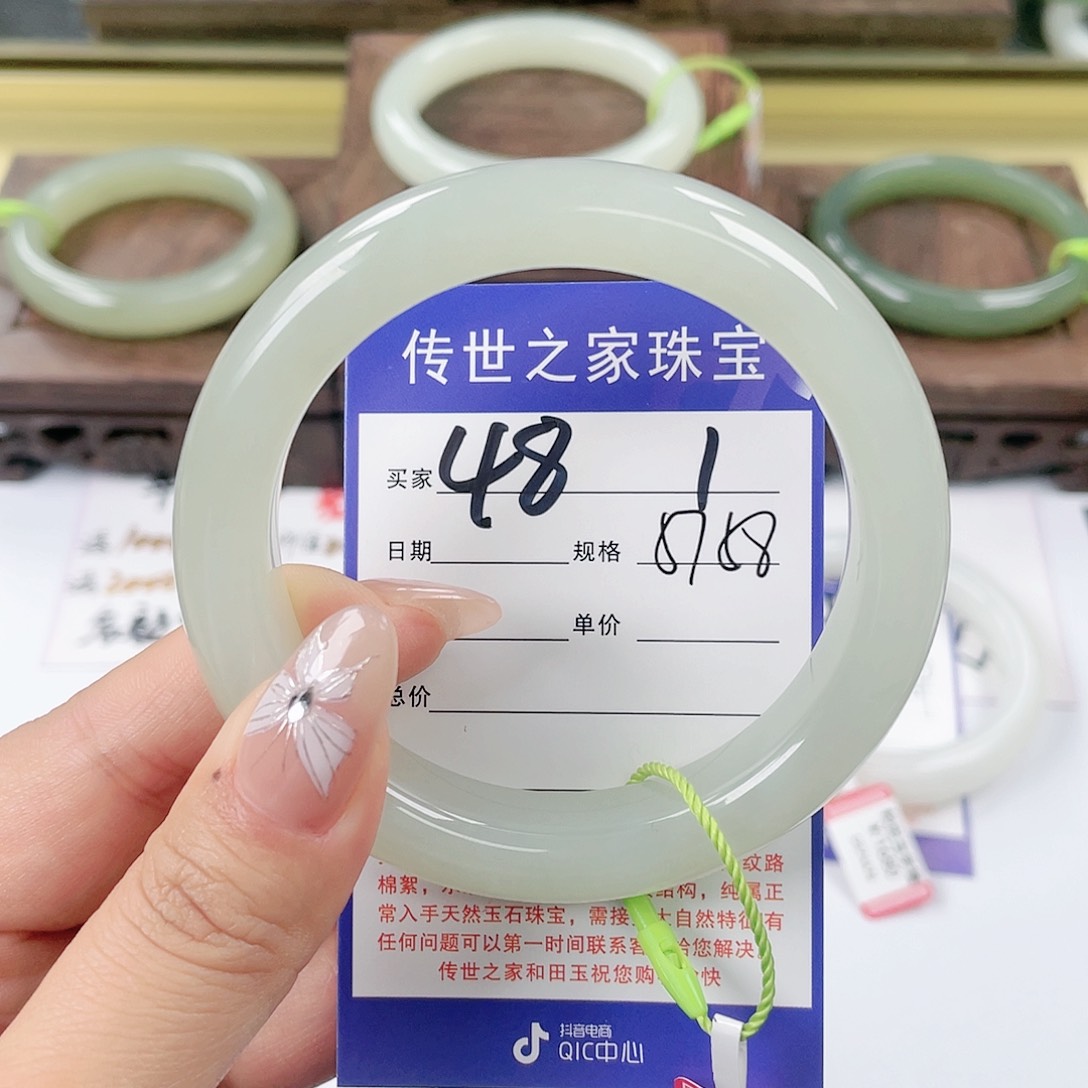 传世之家珠宝
买家 48 1
日期 规格
单价
总价
纹路
棉絮， 结构，纯属正
常入手天然玉石珠宝，需接 大自然特征有
任何问题可以第一时间联系客 给您解决
传世之家和田玉祝您购 快
抖音电商
QIC中心